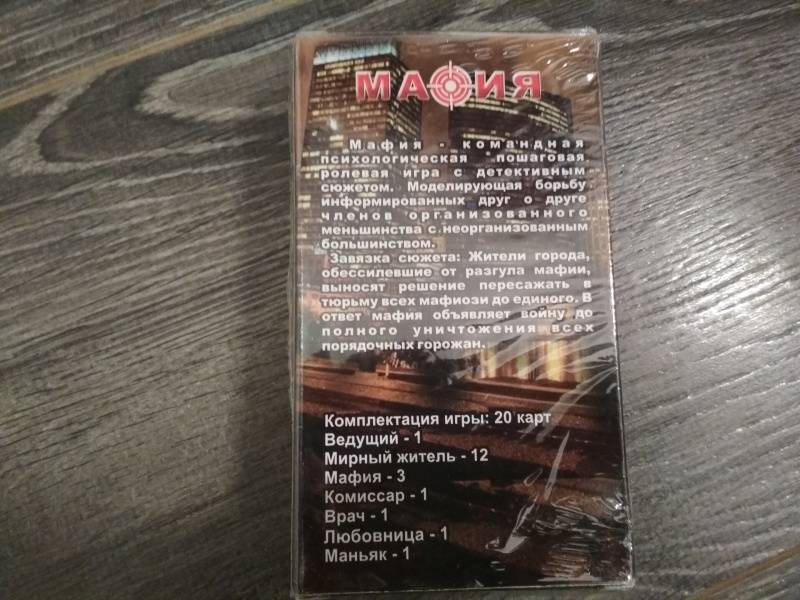 МАФИЯ
Мафия - командная
психологическая пошаговая
ролевая игра с детективным
сюжетом. Моделирующая борьбу
информированных друг о друге
членов организованного
меньшинства с неорганизованным
большинством.
Завязка сюжета: Жители города,
обессилевшие от разгула мафии,
выносят решение пересажать в
тюрьму всех мафиози до единого. В
ответ мафия объявляет войну до
полного уничтожения всех
порядочных горожан.
Комплектация игры: 20 карт
Ведущий - 1
Мирный житель - 12
Мафия - 3
Комиссар - 1
Врач - 1
Любовница - 1
Маньяк - 1